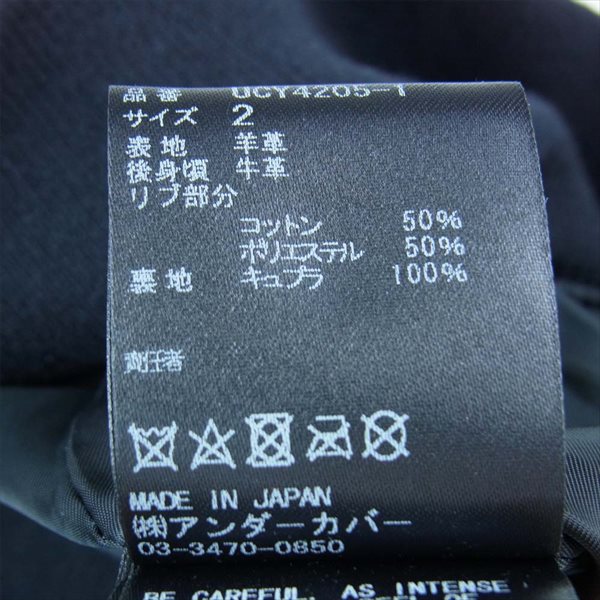 品番 UCY4205-1
サイズ 2
表地 羊革
後身頃 牛革
リブ部分
コットン 50%
ポリエステル 50%
裏地 キュプラ 100%
責任者
MADE IN JAPAN
㈱アンダーカバー
03-3470-0850
BE CAREFUL, AS INTENSE